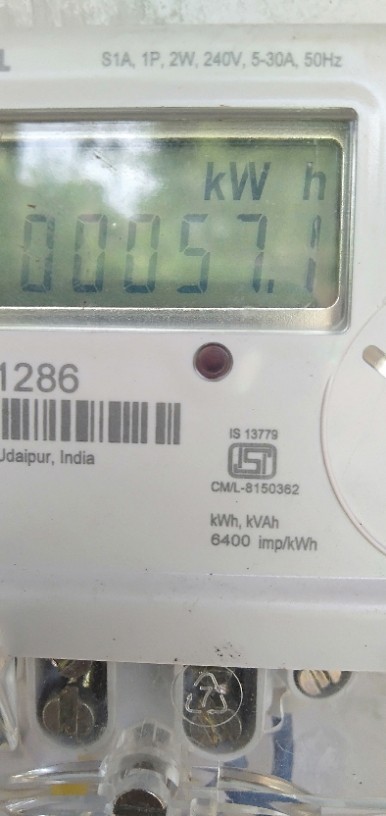 S1A, 1P, 2W, 240V, 5-30A, 50Hz
kW h
00057.1
1286
Udaipur, India
IS 13779
ISI
CM/L-8150362
kWh, kVAh
6400 imp/kWh